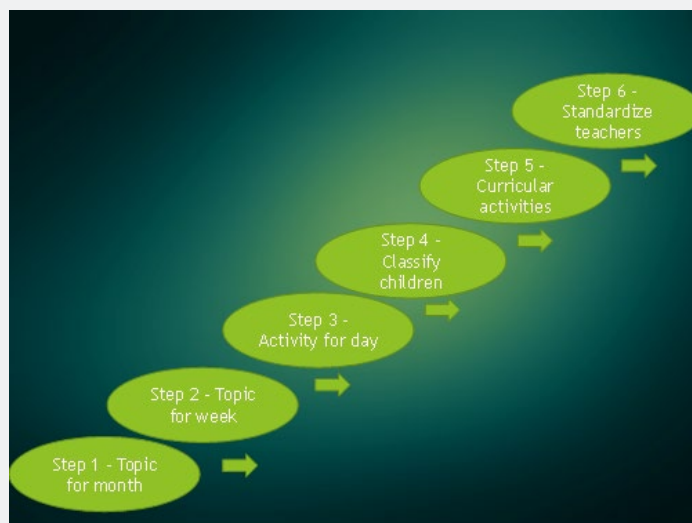 Step 1 - Topic
for month
Step 2 - Topic
for week
Step 3 -
Activity for day
Step 4 -
Classify
children
Step 5 -
Curricular
activities
Step 6 -
Standardize
teachers